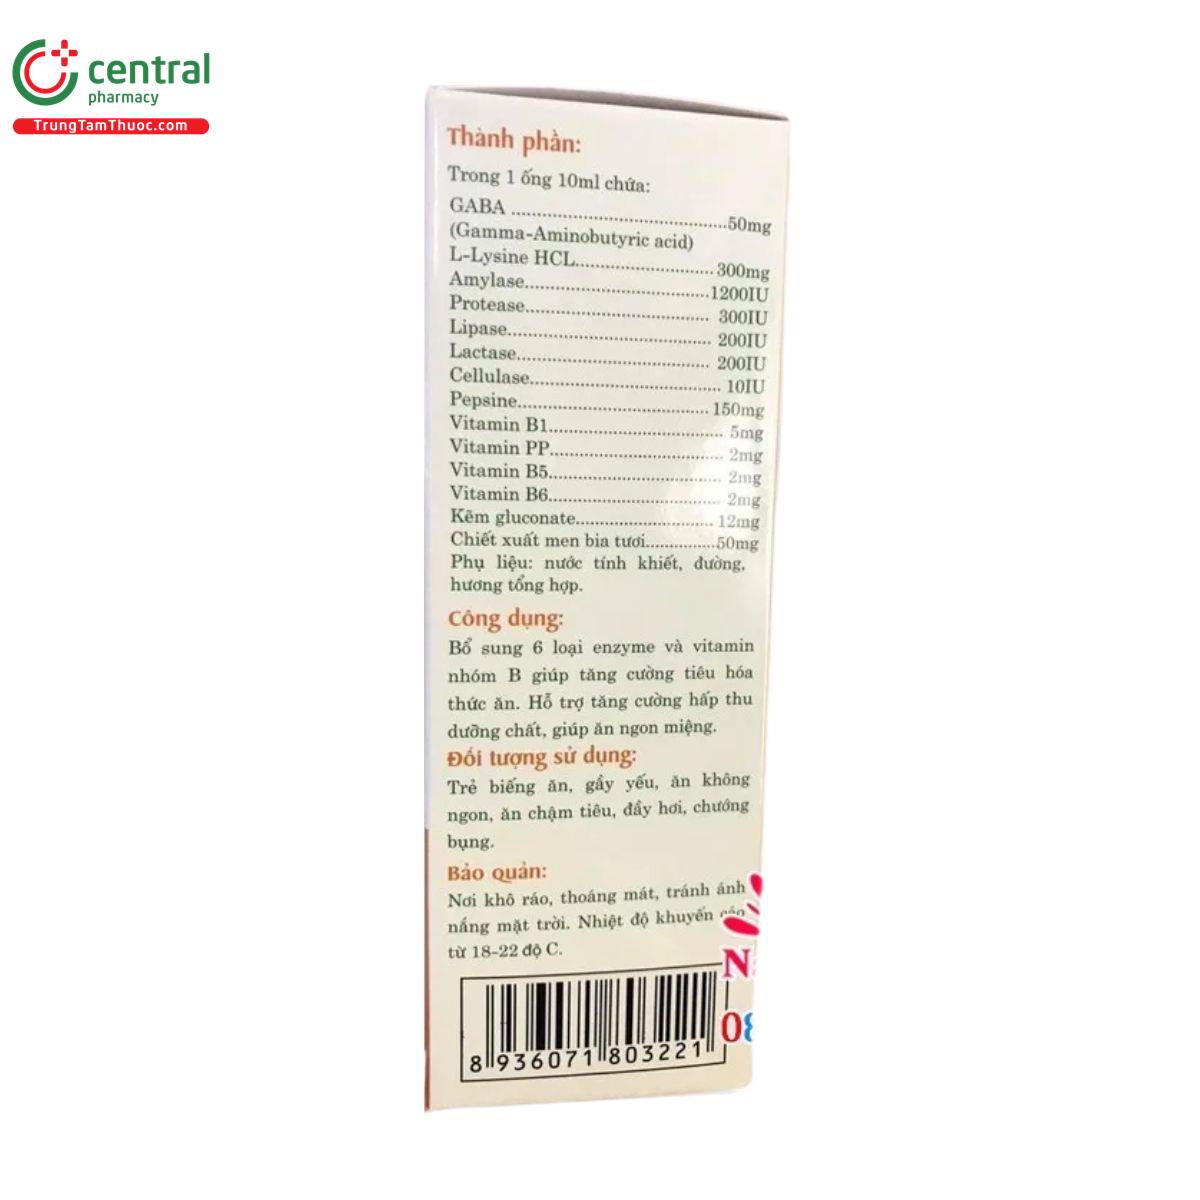 central
pharmacy
TrungTamThuoc.com
Thành phần:
Trong 1 ống 10ml chứa:
GABA ........................................50mg
(Gamma-Aminobutyric acid)
L-Lysine HCL..........................300mg
Amylase...................................1200IU
Protease................................... 300IU
Lipase....................................... 200IU
Lactase..................................... 200IU
Cellulase.................................... 10IU
Pepsine.................................... 150mg
Vitamin B1................................ 5mg
Vitamin PP................................ 2mg
Vitamin B5................................ 2mg
Vitamin B6................................ 2mg
Kẽm gluconate.......................... 12mg
Chiết xuất men bia tươi.............50mg
Phụ liệu: nước tính khiết, đường,
hương tổng hợp.
Công dụng:
Bổ sung 6 loại enzyme và vitamin
nhóm B giúp tăng cường tiêu hóa
thức ăn. Hỗ trợ tăng cường hấp thu
dưỡng chất, giúp ăn ngon miệng.
Đối tượng sử dụng:
Trẻ biếng ăn, gầy yếu, ăn không
ngon, ăn chậm tiêu, đầy hơi, chướng
bụng.
Bảo quản:
Nơi khô ráo, thoáng mát, tránh ánh
nắng mặt trời. Nhiệt độ khuyến cáo
từ 18-22 độ C.
8 936071 803221